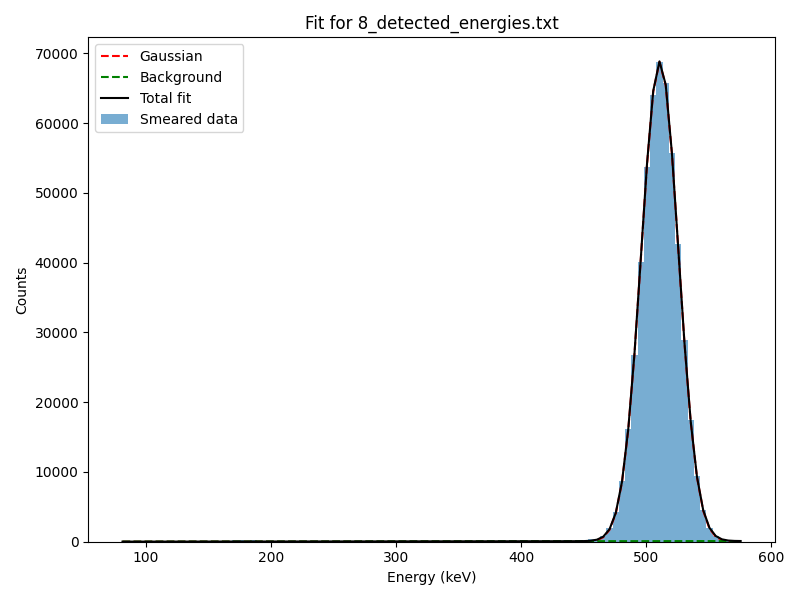 Fit for 8_detected_energies.txt
Gaussian
Background
Total fit
Smeared data
Counts
70000
60000
50000
40000
30000
20000
10000
0
100 200 300 400 500 600
Energy (keV)